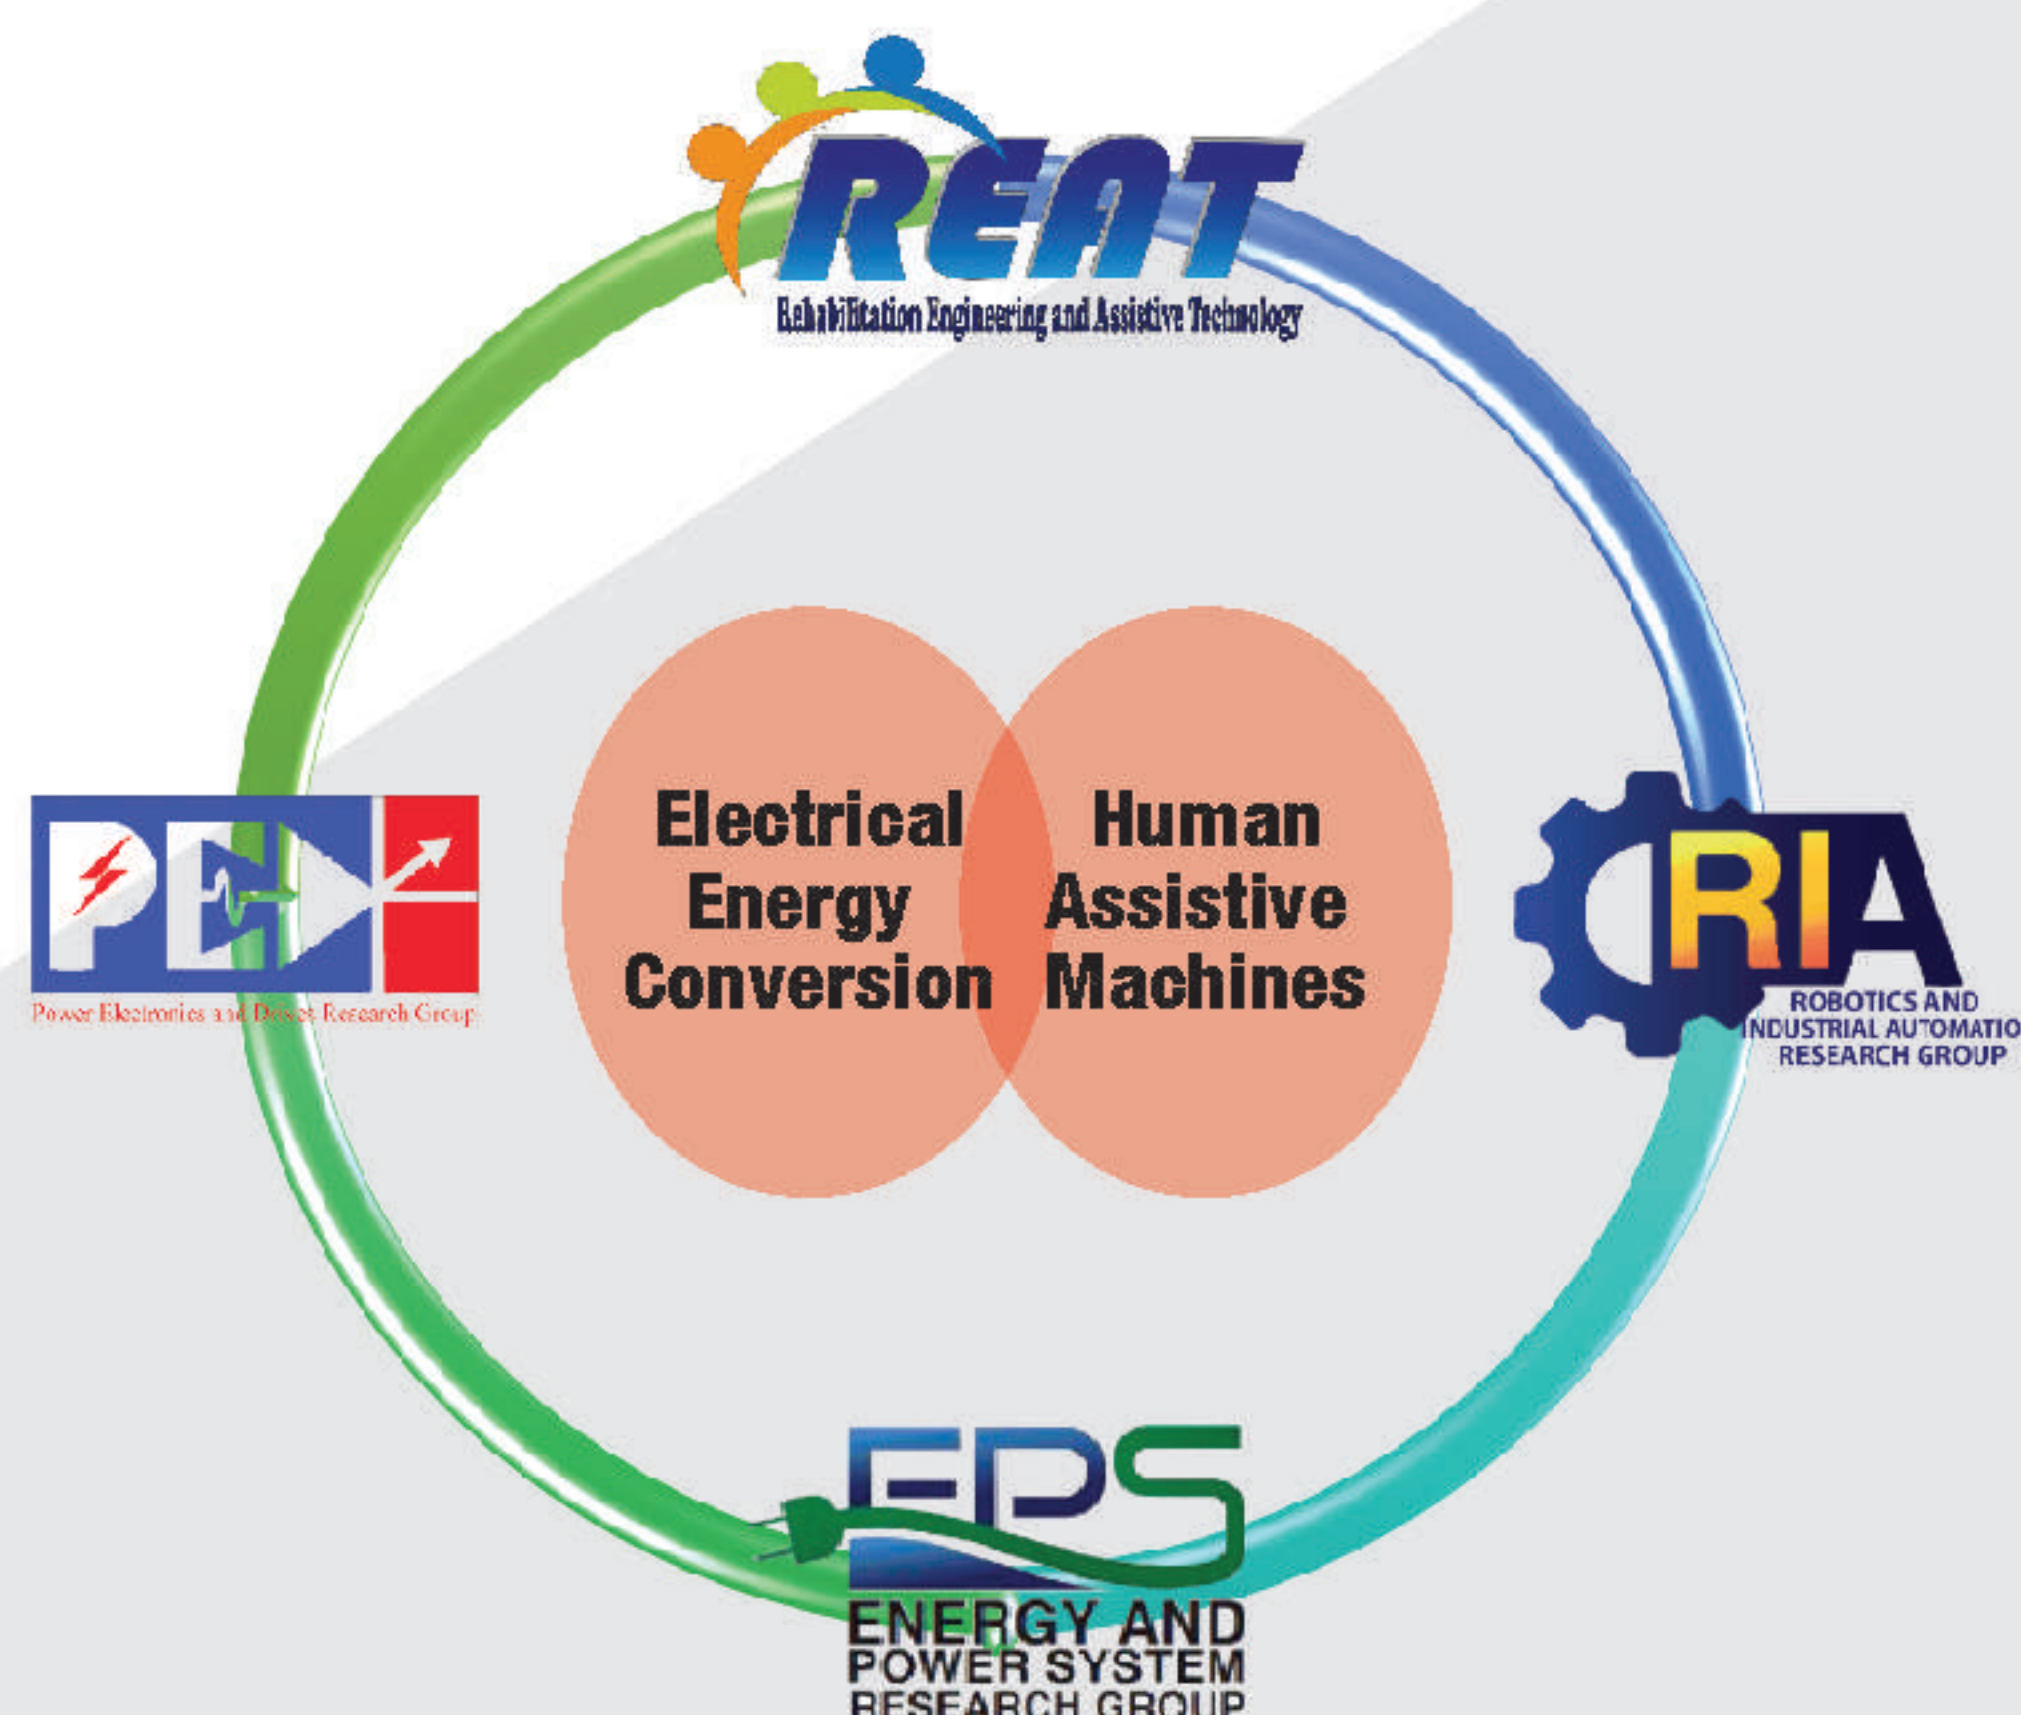 REAT
Rehabilitation Engineering and Assistive Technology
Electrical
Energy
Conversion
Human
Assistive
Machines
PED
Power Electronics and Drives Research Group
RIA
ROBOTICS AND
INDUSTRIAL AUTOMATIO
RESEARCH GROUP
EPS
ENERGY AND
POWER SYSTEM
RESEARCH GROUP